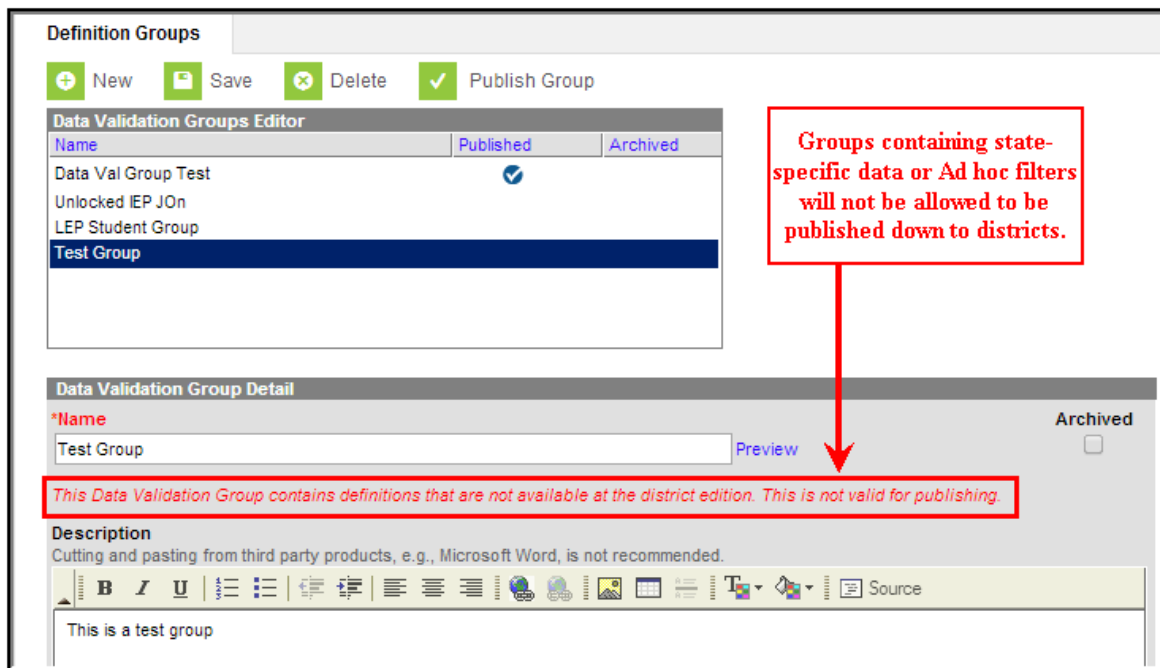 Definition Groups
New Save Delete Publish Group
Data Validation Groups Editor
Name Published Archived
Data Val Group Test
Unlocked IEP JOn
LEP Student Group
Test Group
Groups containing state-
specific data or Ad hoc filters
will not be allowed to be
published down to districts.
Data Validation Group Detail
*Name Archived
Test Group Preview
This Data Validation Group contains definitions that are not available at the district edition. This is not valid for publishing.
Description
Cutting and pasting from third party products, e.g., Microsoft Word, is not recommended.
B I U Source
This is a test group